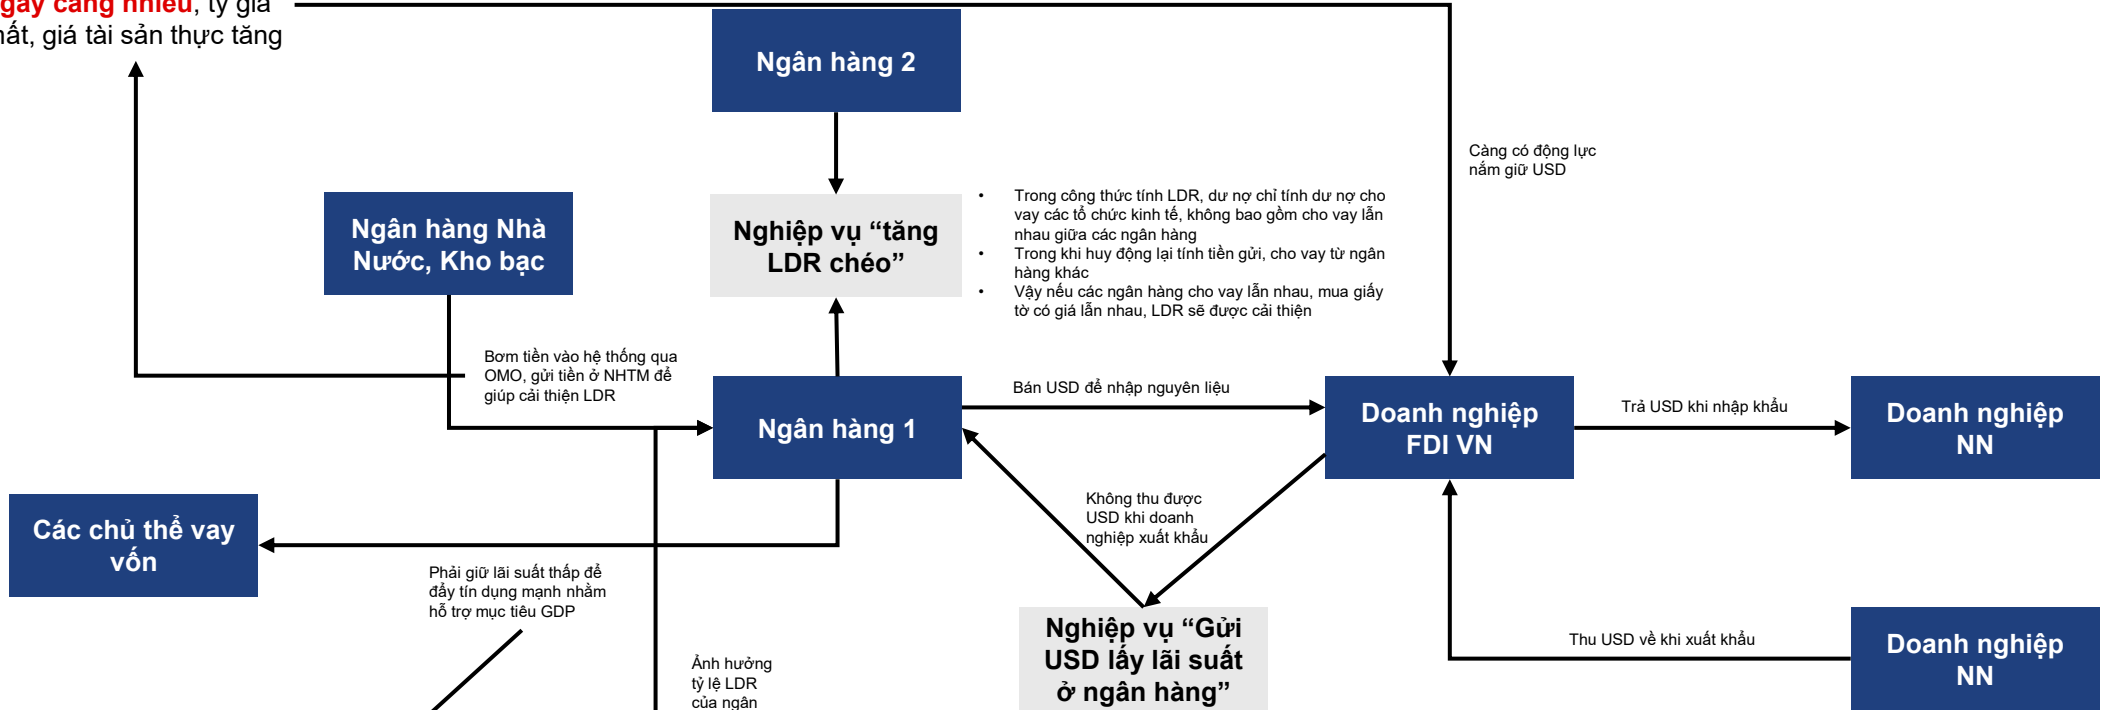 gày càng nhiều, tỷ giá
hất, giá tài sản thực tăng
Ngân hàng 2
Càng có động lực
nắm giữ USD
Ngân hàng Nhà
Nước, Kho bạc
Nghiệp vụ “tăng
LDR chéo”
• Trong công thức tính LDR, dư nợ chỉ tính dư nợ cho
vay các tổ chức kinh tế, không bao gồm cho vay lẫn
nhau giữa các ngân hàng
• Trong khi huy động lại tính tiền gửi, cho vay từ ngân
hàng khác
• Vậy nếu các ngân hàng cho vay lẫn nhau, mua giấy
tờ có giá lẫn nhau, LDR sẽ được cải thiện
Bơm tiền vào hệ thống qua
OMO, gửi tiền ở NHTM để
giúp cải thiện LDR
Ngân hàng 1
Bán USD để nhập nguyên liệu
Doanh nghiệp
FDI VN
Trả USD khi nhập khẩu
Doanh nghiệp
NN
Các chủ thể vay
vốn
Không thu được
USD khi doanh
nghiệp xuất khẩu
Phải giữ lãi suất thấp để
đẩy tín dụng mạnh nhằm
hỗ trợ mục tiêu GDP
Nghiệp vụ “Gửi
USD lấy lãi suất
ở ngân hàng”
Thu USD về khi xuất khẩu
Doanh nghiệp
NN
Ảnh hưởng
tỷ lệ LDR
của ngân